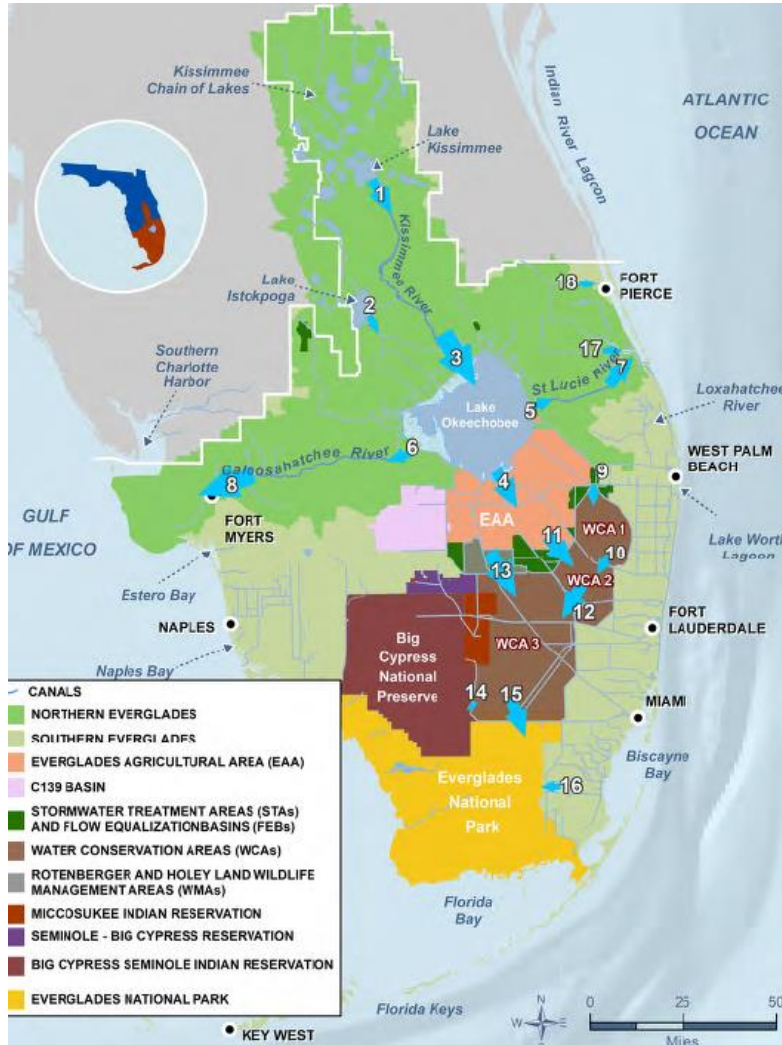 Kissimmee
Chain of Lakes
Lake
Kissimmee
Indian River Lagoon
ATLANTIC
OCEAN
1
Kissimmee River
Lake
Istokpoga
2
18
FORT
PIERCE
Southern
Charlotte
Harbor
3
17
7
St Lucie River
Lake
Okeechobee
5
Loxahatchee
River
6
Caloosahatchee River
WEST PALM
BEACH
8
4
9
GULF
OF MEXICO
FORT
MYERS
EAA
WCA 1
11
10
Lake Worth
Lagoon
13
WCA 2
Estero Bay
12
NAPLES
Big
Cypress
National
Preserve
WCA 3
FORT
LAUDERDALE
Naples Bay
14
15
MIAMI
Biscayne
Bay
Everglades
National
Park
16
Florida
Bay
Florida Keys
KEY WEST
CANALS
NORTHERN EVERGLADES
SOUTHERN EVERGLADES
EVERGLADES AGRICULTURAL AREA (EAA)
C139 BASIN
STORMWATER TREATMENT AREAS (STAs)
AND FLOW EQUALIZATIONBASINS (FEBs)
WATER CONSERVATION AREAS (WCAs)
ROTENBERGER AND HOLEY LAND WILDLIFE
MANAGEMENT AREAS (WMAs)
MICCOSUKEE INDIAN RESERVATION
SEMINOLE - BIG CYPRESS RESERVATION
BIG CYPRESS SEMINOLE INDIAN RESERVATION
EVERGLADES NATIONAL PARK
N
W E
S
0 25 50
Miles